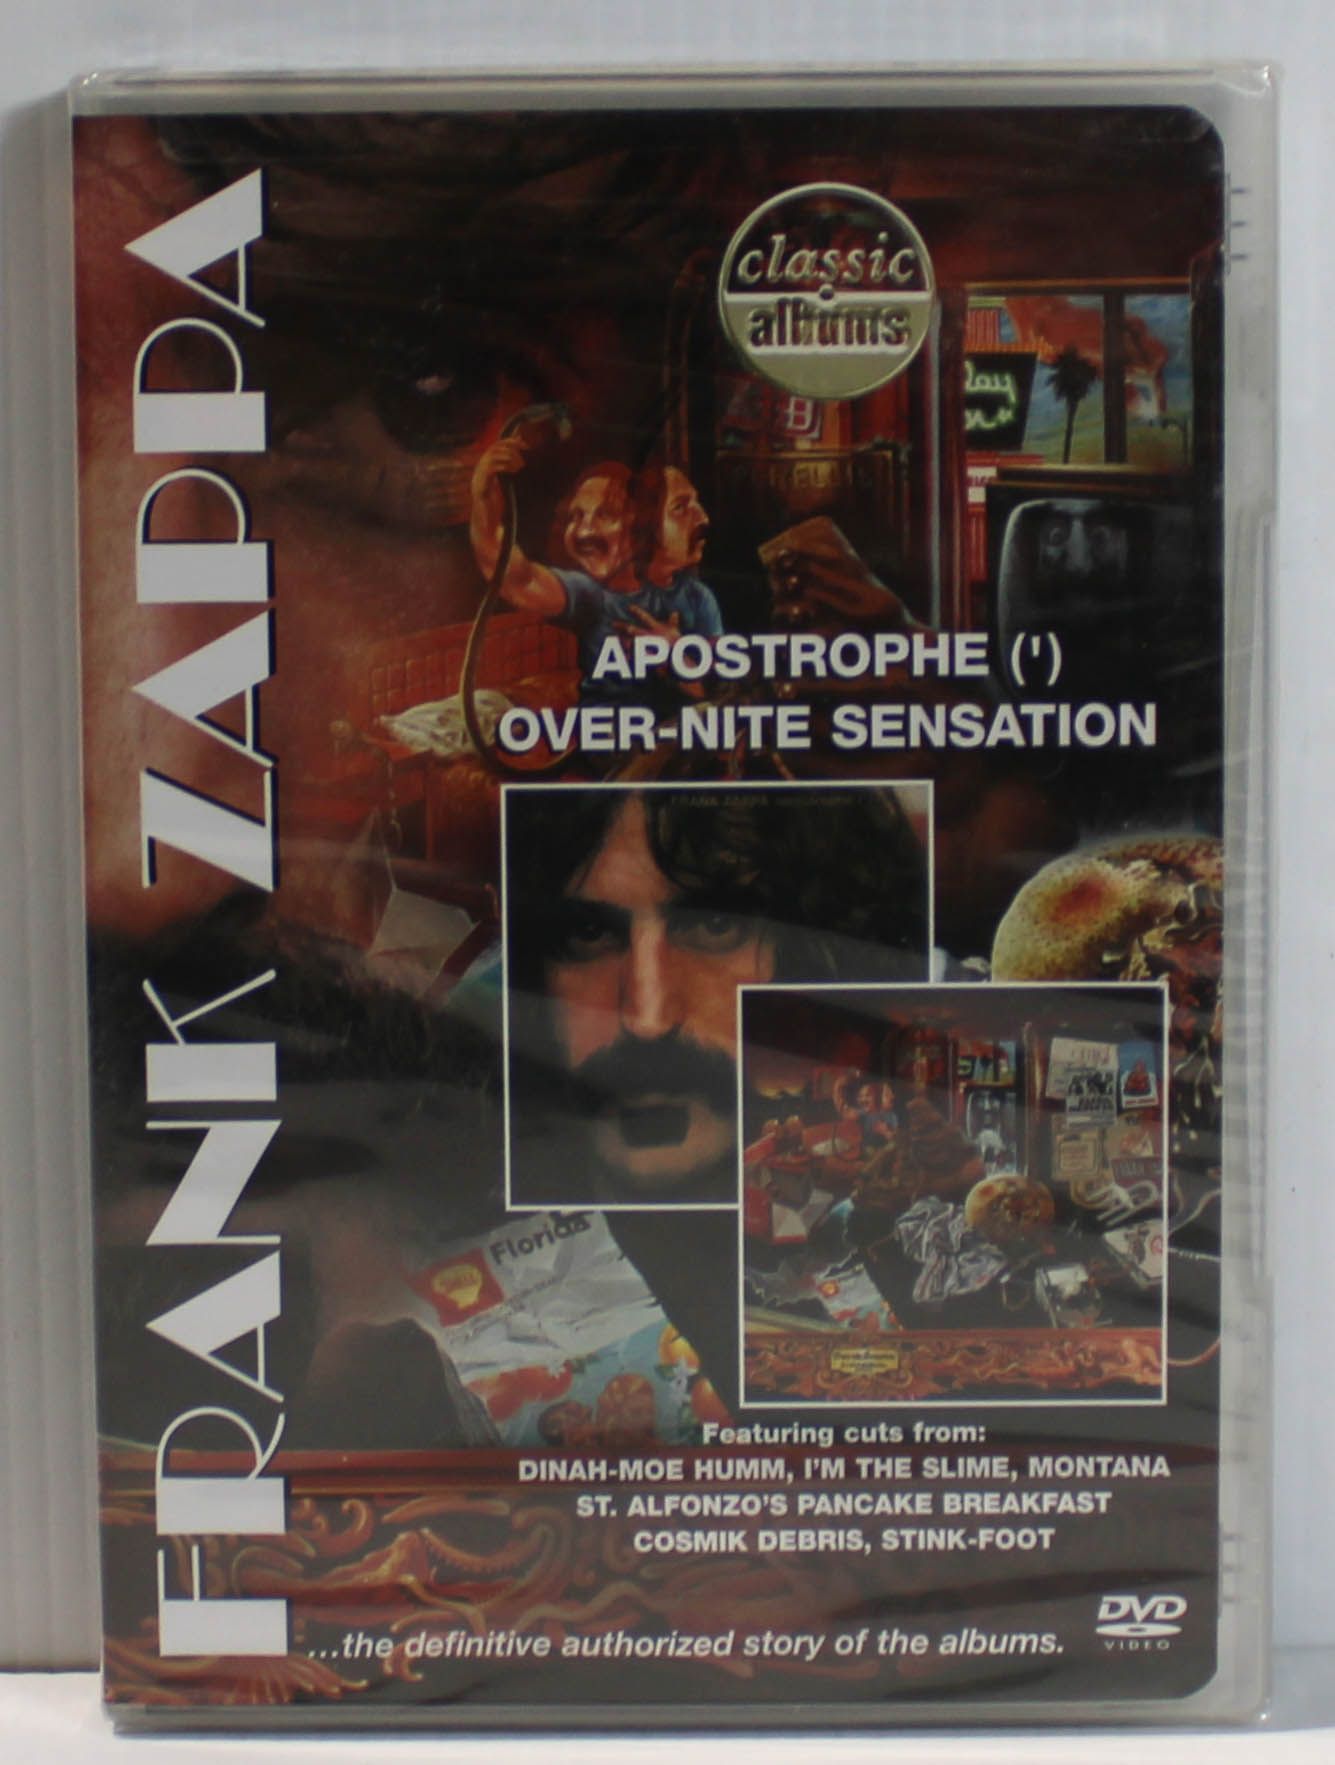 FRANK ZAPPA
classic
albums
APOSTROPHE (')
OVER-NITE SENSATION
Florida
Featuring cuts from:
DINAH-MOE HUMM, I'M THE SLIME, MONTANA
ST. ALFONZO'S PANCAKE BREAKFAST
COSMIK DEBRIS, STINK-FOOT
...the definitive authorized story of the albums.
DVD
VIDEO